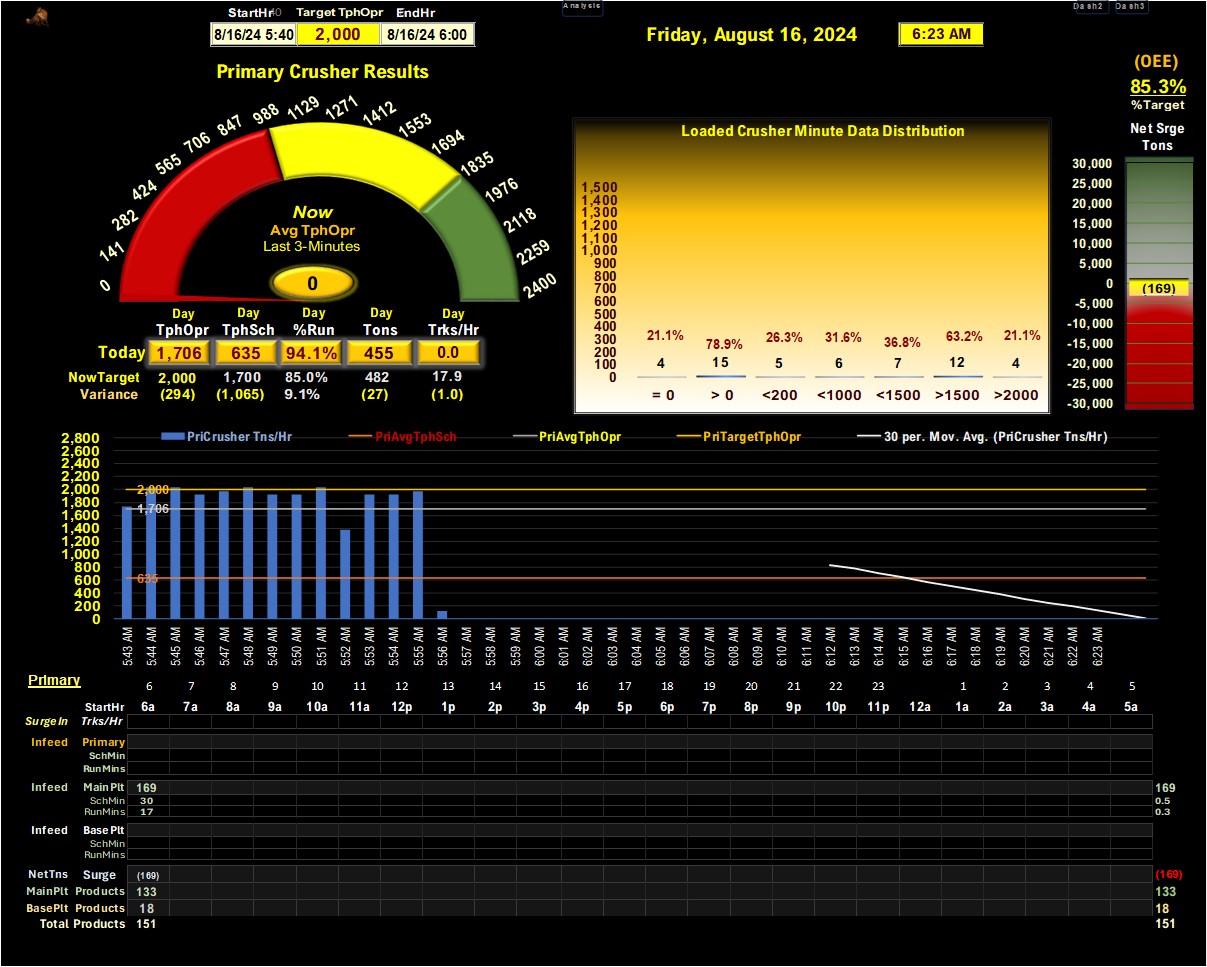 StartHr Target TphOpr EndHr
8/16/24 5:40 2,000 8/16/24 6:00
Analysis
Dash2 Dash3
Friday, August 16, 2024 6:23 AM
Primary Crusher Results
0 141 282 424 565 706 847 988 1129 1271 1412 1553 1694 1835 1976 2118 2259 2400
Now
Avg TphOpr
Last 3-Minutes
0
Day Day Day Day Day
TphOpr TphSch %Run Tons Trks/Hr
Today 1,706 635 94.1% 455 0.0
NowTarget 2,000 1,700 85.0% 482 17.9
Variance (294) (1,065) 9.1% (27) (1.0)
Loaded Crusher Minute Data Distribution
1,500
1,400
1,300
1,200
1,100
1,000
900
800
700
600
500
400
300
200
100
0
21.1% 78.9% 26.3% 31.6% 36.8% 63.2% 21.1%
4 15 5 6 7 12 4
= 0 > 0 <200 <1000 <1500 >1500 >2000
(OEE)
85.3%
%Target
Net Srge
Tons
30,000
25,000
20,000
15,000
10,000
5,000
0
-5,000
-10,000
-15,000
-20,000
-25,000
-30,000
(169)
PriCrusher Tns/Hr PriAvgTphSch PriAvgTphOpr PriTargetTphOpr 30 per. Mov. Avg. (PriCrusher Tns/Hr)
2,800
2,600
2,400
2,200
2,000
1,800
1,600
1,400
1,200
1,000
800
600
400
200
0
2,000
1,706
635
5:43 AM 5:44 AM 5:45 AM 5:46 AM 5:47 AM 5:48 AM 5:49 AM 5:50 AM 5:51 AM 5:52 AM 5:53 AM 5:54 AM 5:55 AM 5:56 AM 5:57 AM 5:58 AM 5:59 AM 6:00 AM 6:01 AM 6:02 AM 6:03 AM 6:04 AM 6:05 AM 6:06 AM 6:07 AM 6:08 AM 6:09 AM 6:10 AM 6:11 AM 6:12 AM 6:13 AM 6:14 AM 6:15 AM 6:16 AM 6:17 AM 6:18 AM 6:19 AM 6:20 AM 6:21 AM 6:22 AM 6:23 AM
Primary
6 7 8 9 10 11 12 13 14 15 16 17 18 19 20 21 22 23 1 2 3 4 5
StartHr 6a 7a 8a 9a 10a 11a 12p 1p 2p 3p 4p 5p 6p 7p 8p 9p 10p 11p 12a 1a 2a 3a 4a 5a
SurgeIn Trks/Hr
Infeed Primary
SchMin
RunMins
Infeed MainPlt 169 169
SchMin 30 0.5
RunMins 17 0.3
Infeed BasePlt
SchMin
RunMins
NetTns Surge (169) (169)
MainPlt Products 133 133
BasePlt Products 18 18
Total Products 151 151